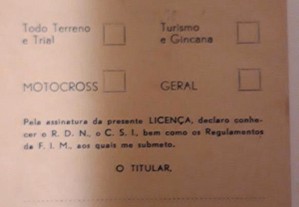 Todo Terreno
e Trial
Turismo
e Gincana
MOTOCROSS
GERAL
Pela assinatura da presente LICENÇA, declaro conhe-
cer o R. D. N., o C. S. I., bem como os Regulamentos
da F. I. M., aos quais me submeto.
O TITULAR,